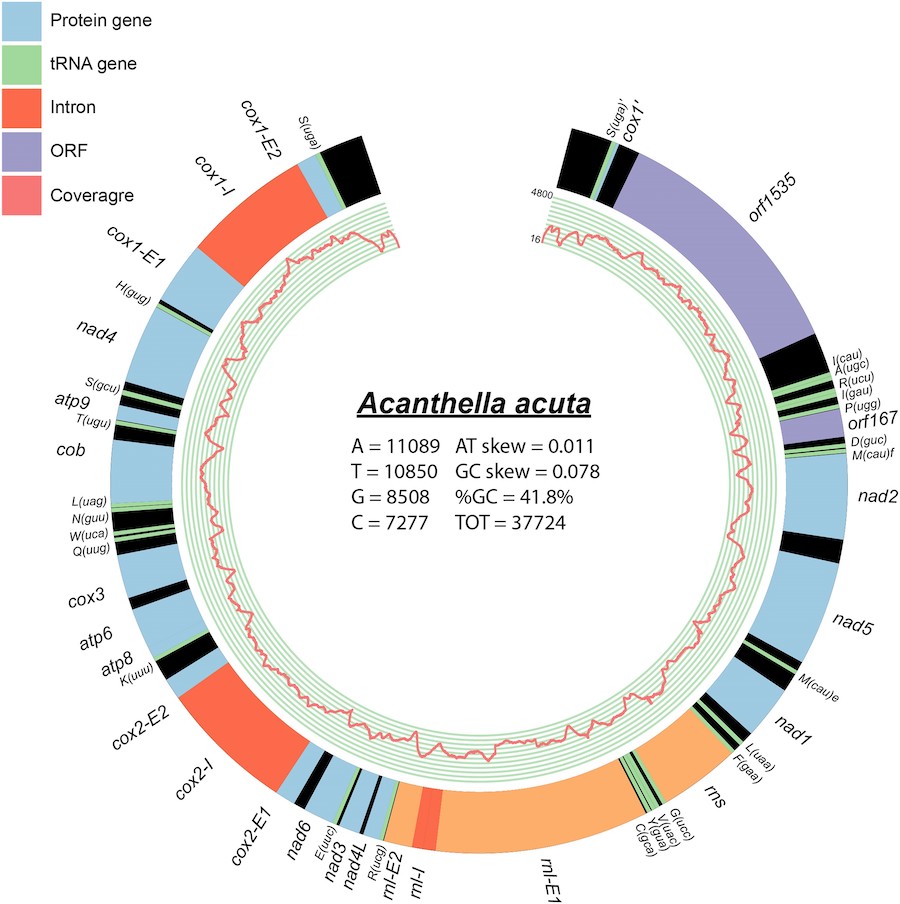 Protein gene
tRNA gene
Intron
ORF
Coveragre
S(uga)
cox1-E2
cox1-I
cox1-E1
H(gug)
nad4
S(gcu)
atp9
T(ugu)
cob
L(uag)
N(guu)
W(uca)
Q(uug)
cox3
atp6
atp8
K(uuu)
cox2-E2
cox2-I
cox2-E1
nad6
E(uuc)
nad3
nad4L
R(ucg)
rnl-E2
rnl-I
rnl-E1
C(gca)
Y(gua)
V(uac)
G(ucc)
rns
F(gaa)
L(uaa)
nad1
M(cau)e
nad5
nad2
M(cau)f
D(guc)
orf167
P(ugg)
I(gau)
R(ucu)
A(ugc)
I(cau)
orf1535
cox1'
S(uga)'
4800
16
Acanthella acuta
A = 11089 AT skew = 0.011
T = 10850 GC skew = 0.078
G = 8508 %GC = 41.8%
C = 7277 TOT = 37724